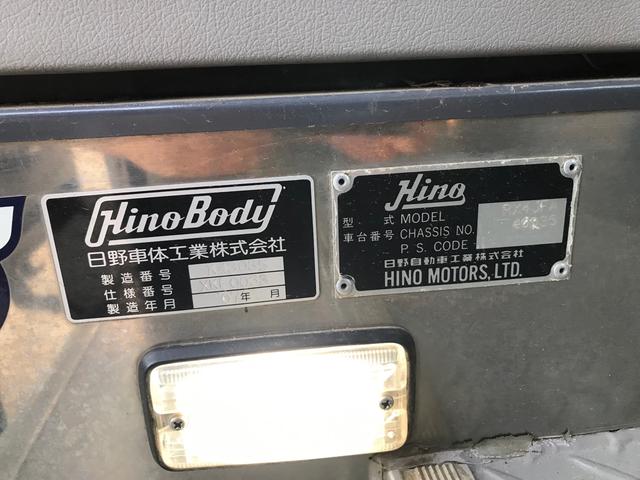 Hino Body
日野車体工業株式会社
製造番号
仕様番号
製造年月 年 月
Hino
型式 MODEL
車台番号 CHASSIS NO.
P. S. CODE
日野自動車工業株式会社
HINO MOTORS, LTD.